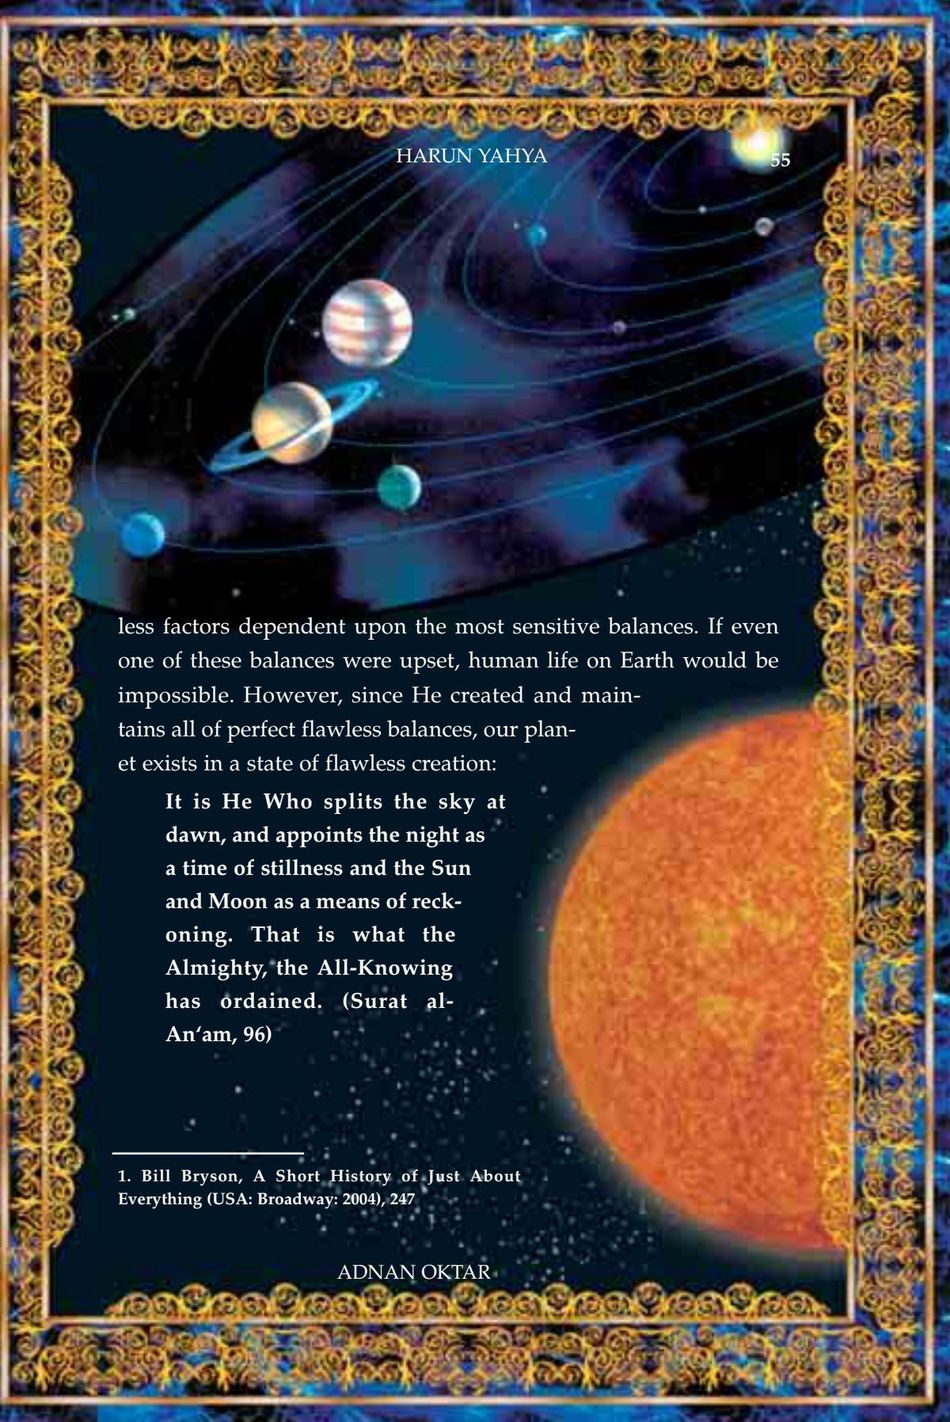 HARUN YAHYA
55
less factors dependent upon the most sensitive balances. If even
one of these balances were upset, human life on Earth would be
impossible. However, since He created and main-
tains all of perfect flawless balances, our plan-
et exists in a state of flawless creation:
It is He Who splits the sky at
dawn, and appoints the night as
a time of stillness and the Sun
and Moon as a means of reck-
oning. That is what the
Almighty, the All-Knowing
has ordained. (Surat al-
An‘am, 96)
1. Bill Bryson, A Short History of Just About
Everything (USA: Broadway: 2004), 247
ADNAN OKTAR